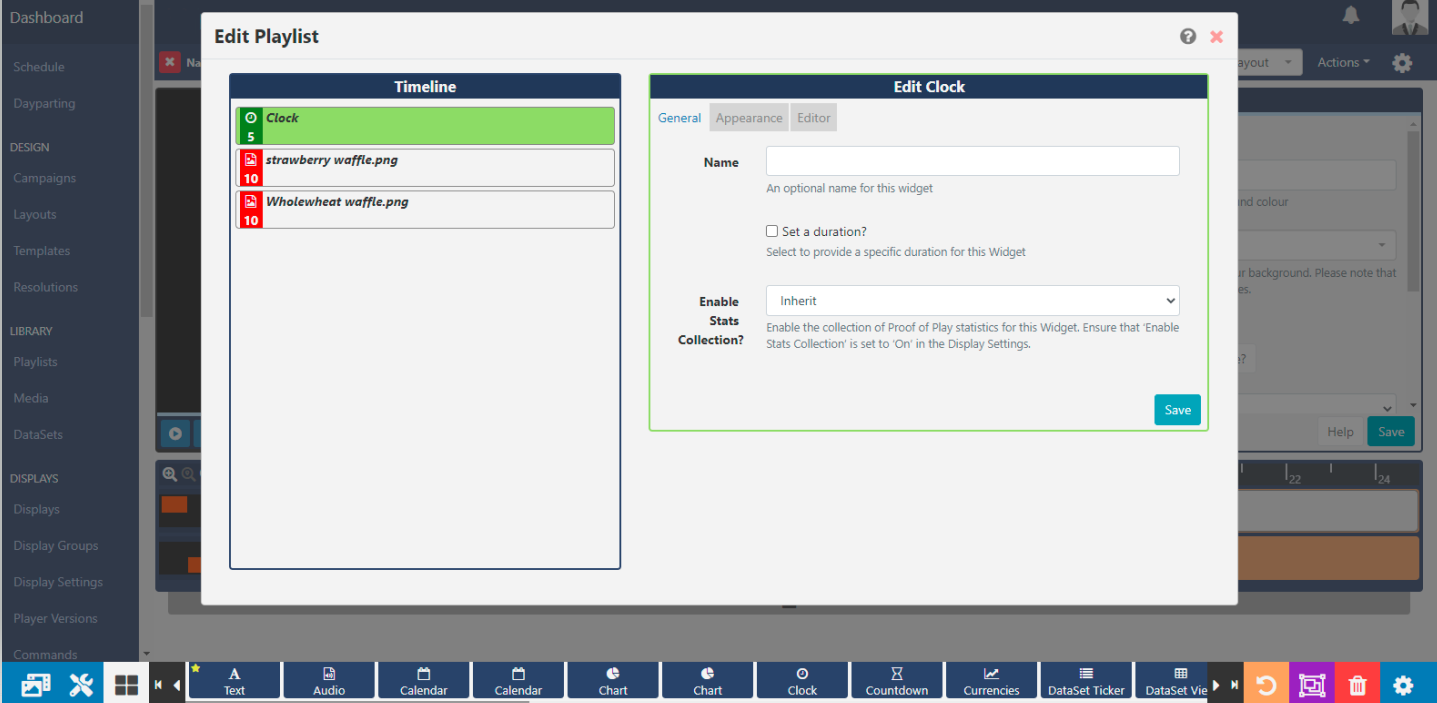 Dashboard
Schedule
Dayparting
DESIGN
Campaigns
Layouts
Templates
Resolutions
LIBRARY
Playlists
Media
DataSets
DISPLAYS
Displays
Display Groups
Display Settings
Player Versions
Commands
Na
Edit Playlist
Timeline
Clock
5
strawberry waffle.png
10
Wholewheat waffle.png
10
Edit Clock
General Appearance Editor
Name
An optional name for this widget
Set a duration?
Select to provide a specific duration for this Widget
Enable
Stats
Collection?
Inherit
Enable the collection of Proof of Play statistics for this Widget. Ensure that 'Enable
Stats Collection' is set to 'On' in the Display Settings.
Save
ayout Actions
nd colour
ur background. Please note that
es.
e?
Help Save
22 24
Text Audio Calendar Calendar Chart Chart Clock Countdown Currencies DataSet Ticker DataSet Vie